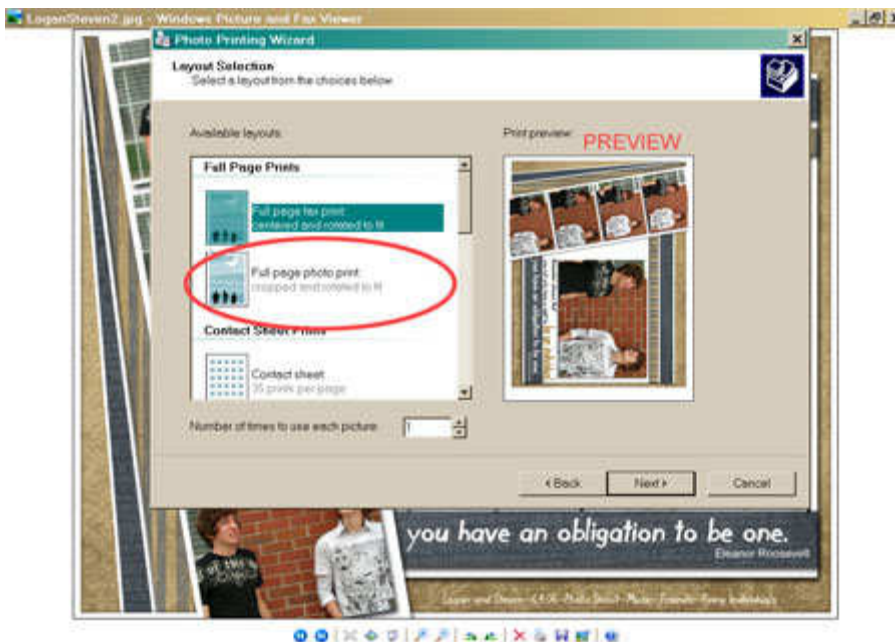 LoganSteven2.jpg - Windows Picture and Fax Viewer
Photo Printing Wizard
Layout Selection
Select a layout from the choices below.
Available layouts:
Print preview:
PREVIEW
Full Page Prints
Full page fax print:
centered and rotated to fit
Full page photo print:
cropped and rotated to fit
Contact Sheet Prints
Contact sheet:
35 prints per page
Number of times to use each picture:
1
< Back
Next >
Cancel
you have an obligation to be one.
Eleanor Roosevelt
Logan and Steven